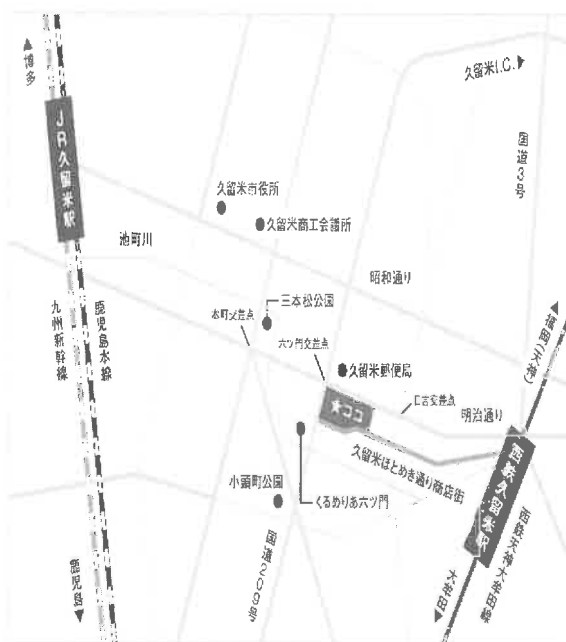 ▲博多
JR久留米駅
久留米I.C.▶
国道3号
久留米市役所
久留米商工会議所
池町川
昭和通り
三本松公園
本町交差点
六ツ門交差点
久留米郵便局
九州新幹線
鹿児島本線
▲福岡(天神)
★ココ
日吉交差点
明治通り
久留米ほとめき通り商店街
西鉄久留米駅
小頭町公園
くるめりあ六ツ門
西鉄天神大牟田線
国道209号
大牟田▼
鹿児島▼